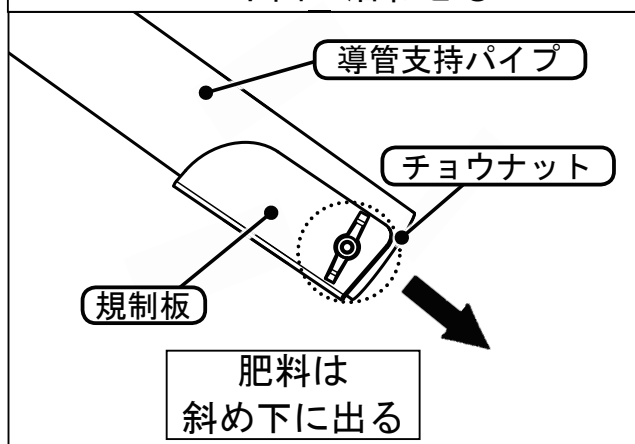 導管支持パイプ
チョウナット
規制板
肥料は
斜め下に出る